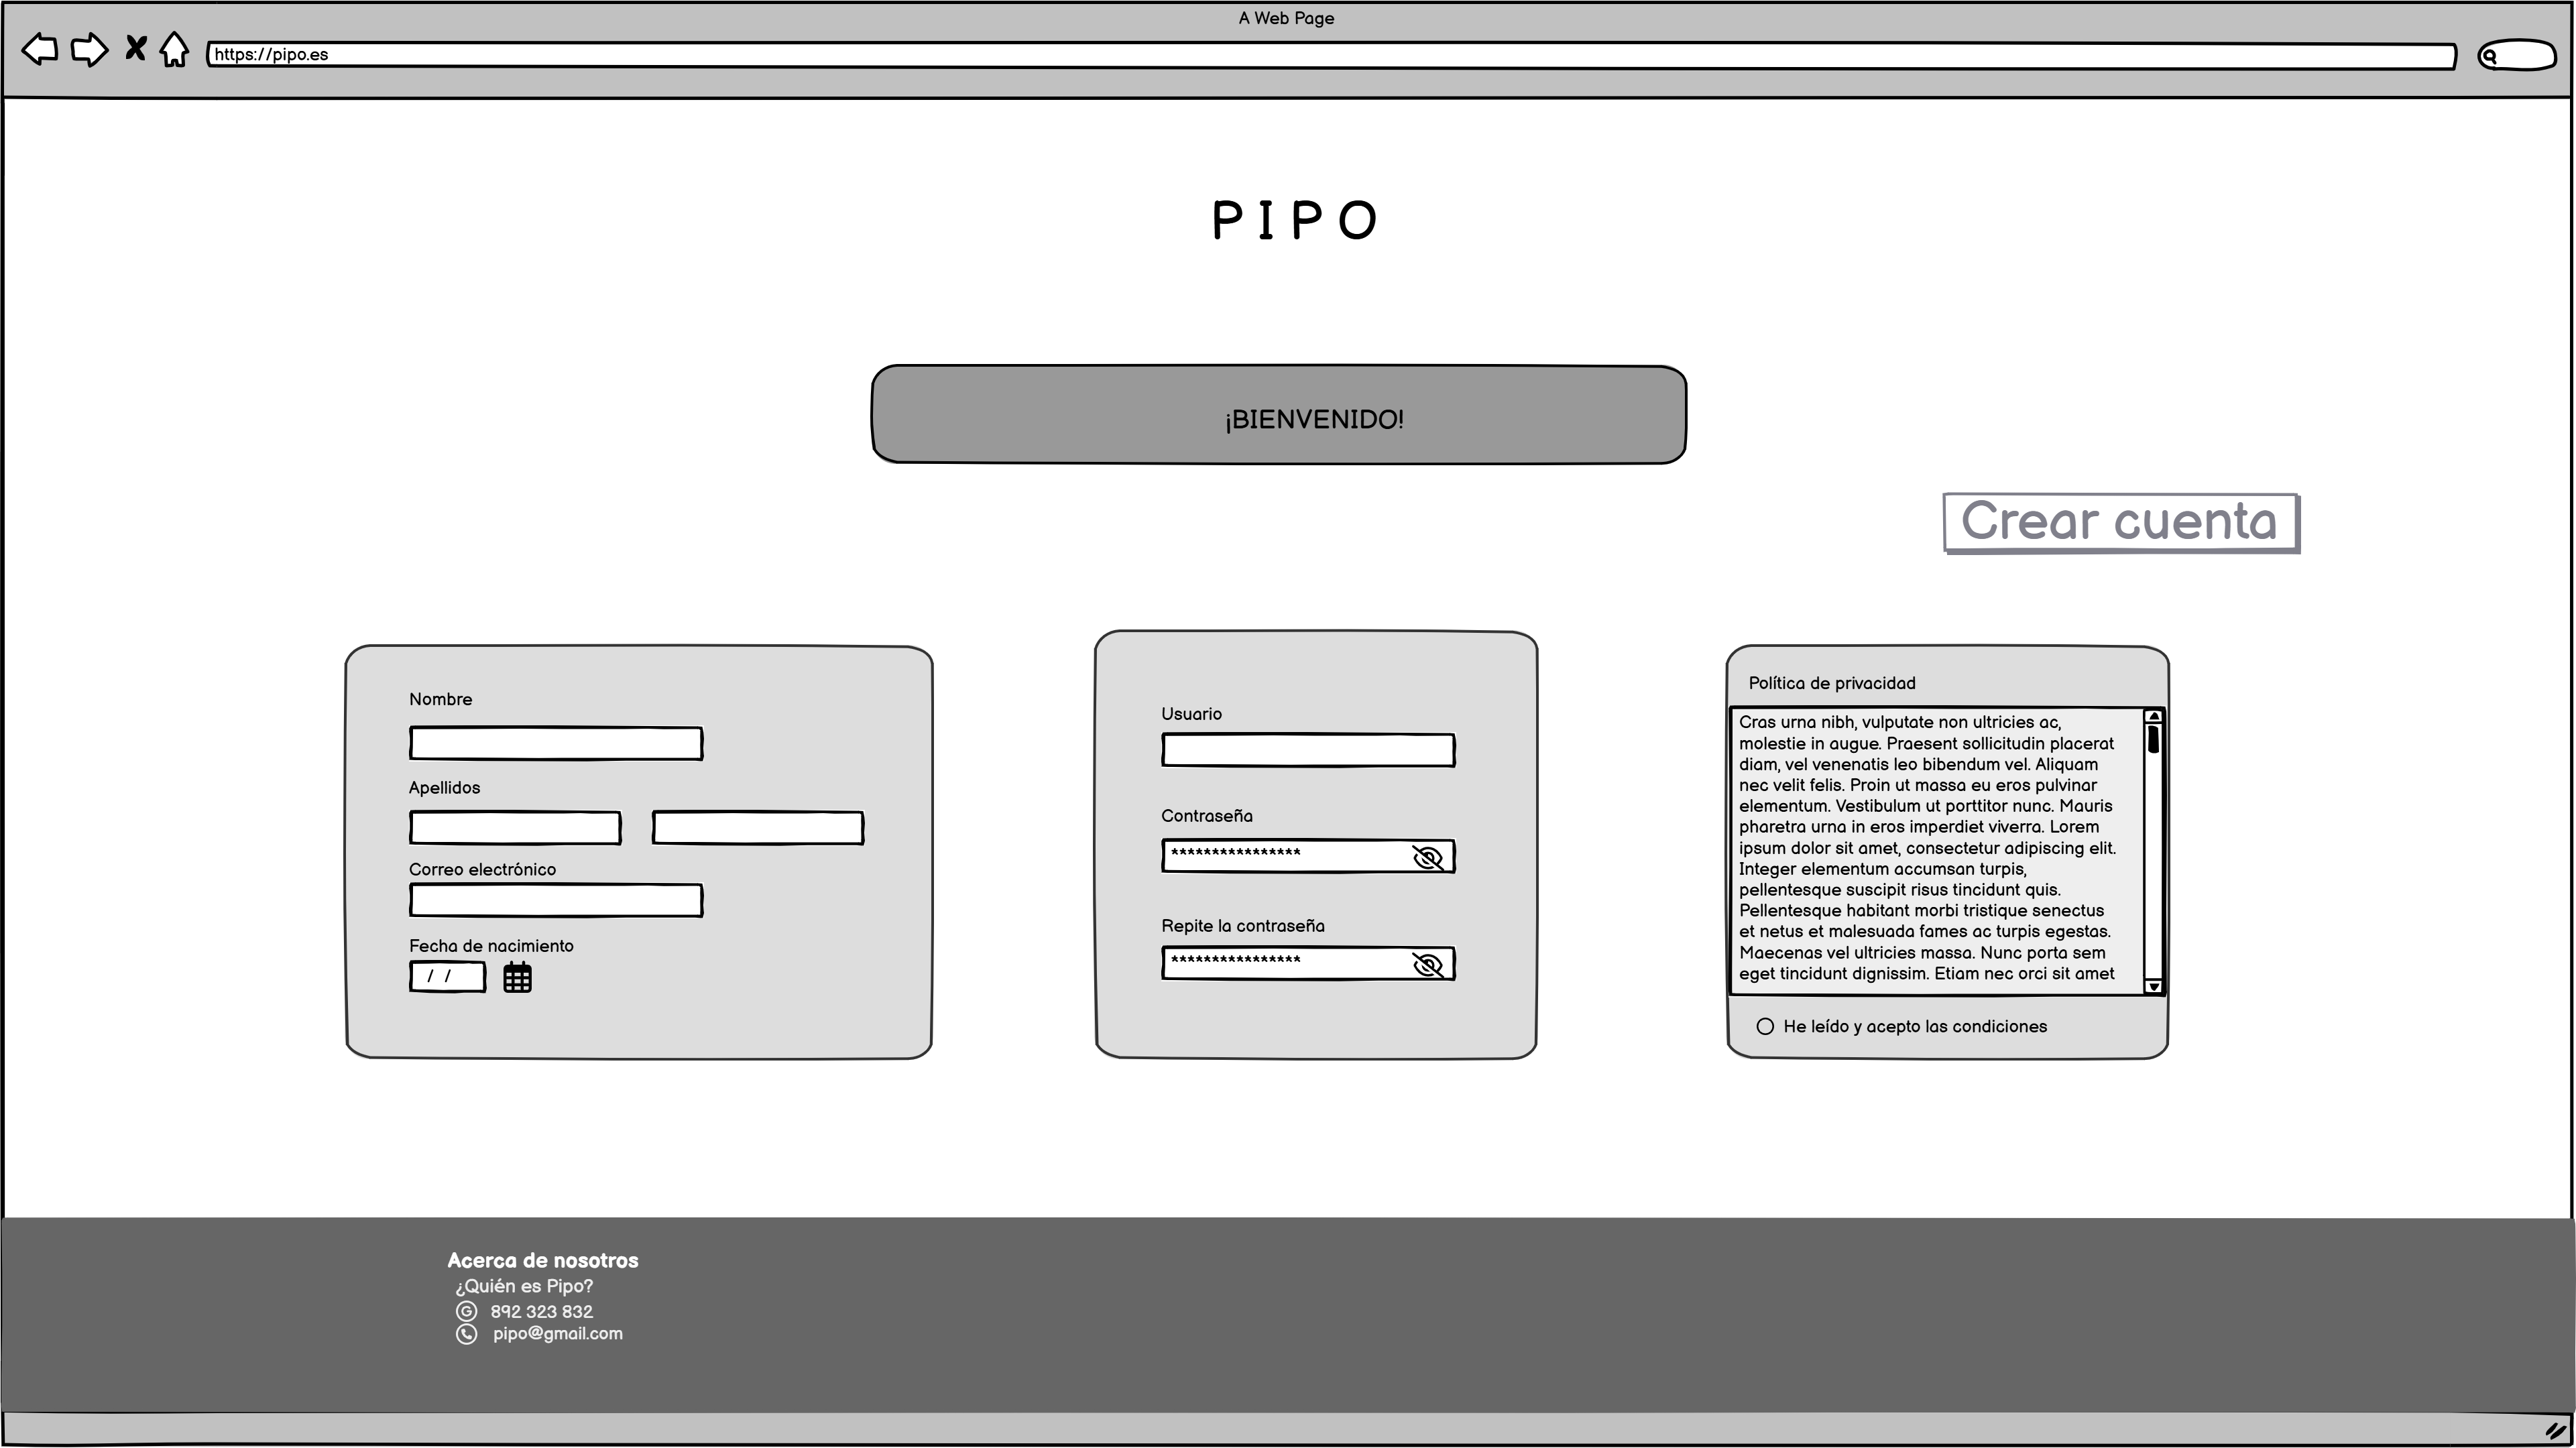 A Web Page
https://pipo.es
PIPO
¡BIENVENIDO!
Crear cuenta
Nombre
Apellidos
Correo electrónico
Fecha de nacimiento
/ /
Usuario
Contraseña
****************
Repite la contraseña
****************
Política de privacidad
Cras urna nibh, vulputate non ultricies ac,
molestie in augue. Praesent sollicitudin placerat
diam, vel venenatis leo bibendum vel. Aliquam
nec velit felis. Proin ut massa eu eros pulvinar
elementum. Vestibulum ut porttitor nunc. Mauris
pharetra urna in eros imperdiet viverra. Lorem
ipsum dolor sit amet, consectetur adipiscing elit.
Integer elementum accumsan turpis,
pellentesque suscipit risus tincidunt quis.
Pellentesque habitant morbi tristique senectus
et netus et malesuada fames ac turpis egestas.
Maecenas vel ultricies massa. Nunc porta sem
eget tincidunt dignissim. Etiam nec orci sit amet
He leído y acepto las condiciones
Acerca de nosotros
¿Quién es Pipo?
G 892 323 832
pipo@gmail.com